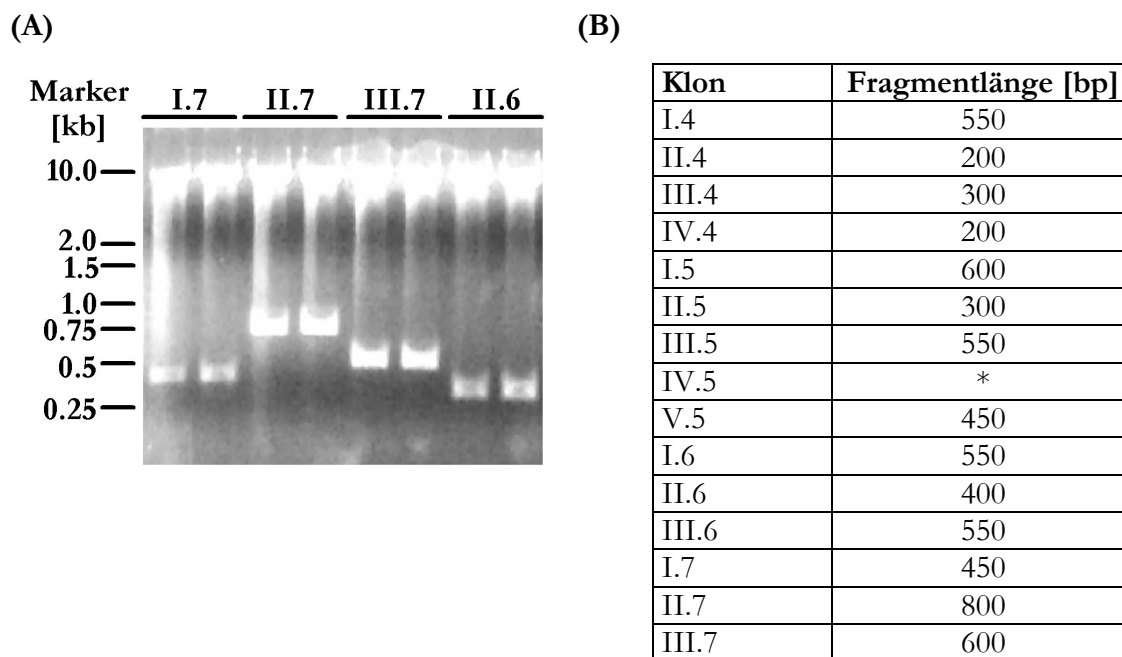 (A)
Marker
[kb]
I.7 II.7 III.7 II.6
10.0
2.0
1.5
1.0
0.75
0.5
0.25
(B)
Klon Fragmentlänge [bp]
I.4 550
II.4 200
III.4 300
IV.4 200
I.5 600
II.5 300
III.5 550
IV.5 *
V.5 450
I.6 550
II.6 400
III.6 550
I.7 450
II.7 800
III.7 600